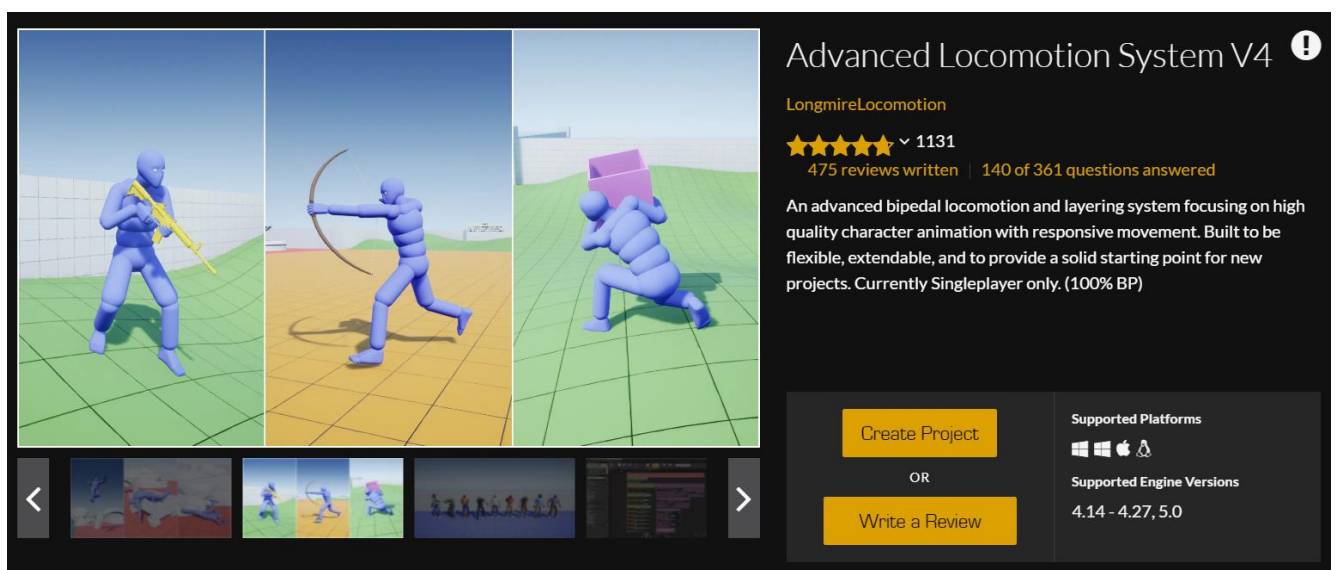 Advanced Locomotion System V4
LongmireLocomotion
1131
475 reviews written | 140 of 361 questions answered
An advanced bipedal locomotion and layering system focusing on high
quality character animation with responsive movement. Built to be
flexible, extendable, and to provide a solid starting point for new
projects. Currently Singleplayer only. (100% BP)
Create Project
OR
Write a Review
Supported Platforms
Supported Engine Versions
4.14 - 4.27, 5.0